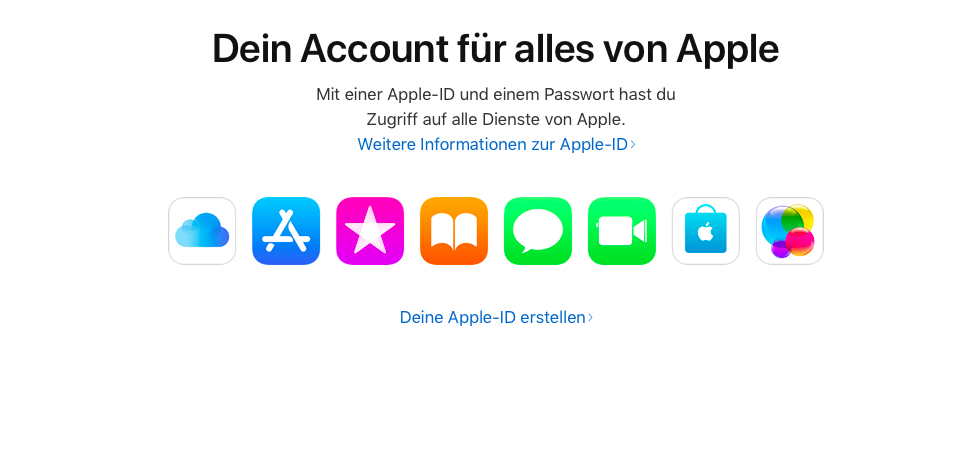 Dein Account für alles von Apple
Mit einer Apple-ID und einem Passwort hast du
Zugriff auf alle Dienste von Apple.
Weitere Informationen zur Apple-ID›
Deine Apple-ID erstellen›